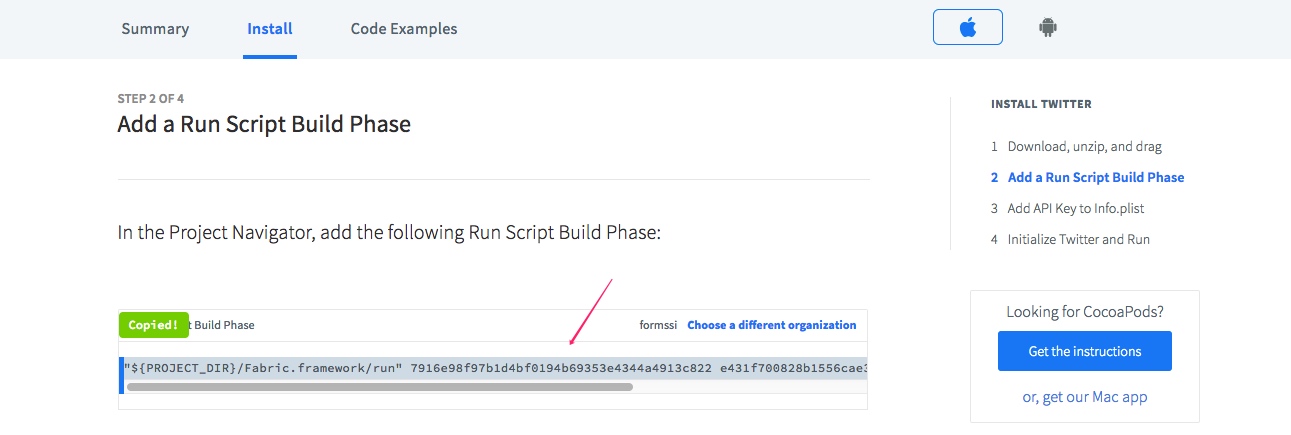 Summary
Install
Code Examples
STEP 2 OF 4
Add a Run Script Build Phase
In the Project Navigator, add the following Run Script Build Phase:
Copied! t Build Phase
formssi Choose a different organization
"${PROJECT_DIR}/Fabric.framework/run" 7916e98f97b1d4bf0194b69353e4344a4913c822 e431f700828b1556cae3
INSTALL TWITTER
1 Download, unzip, and drag
2 Add a Run Script Build Phase
3 Add API Key to Info.plist
4 Initialize Twitter and Run
Looking for CocoaPods?
Get the instructions
or, get our Mac app